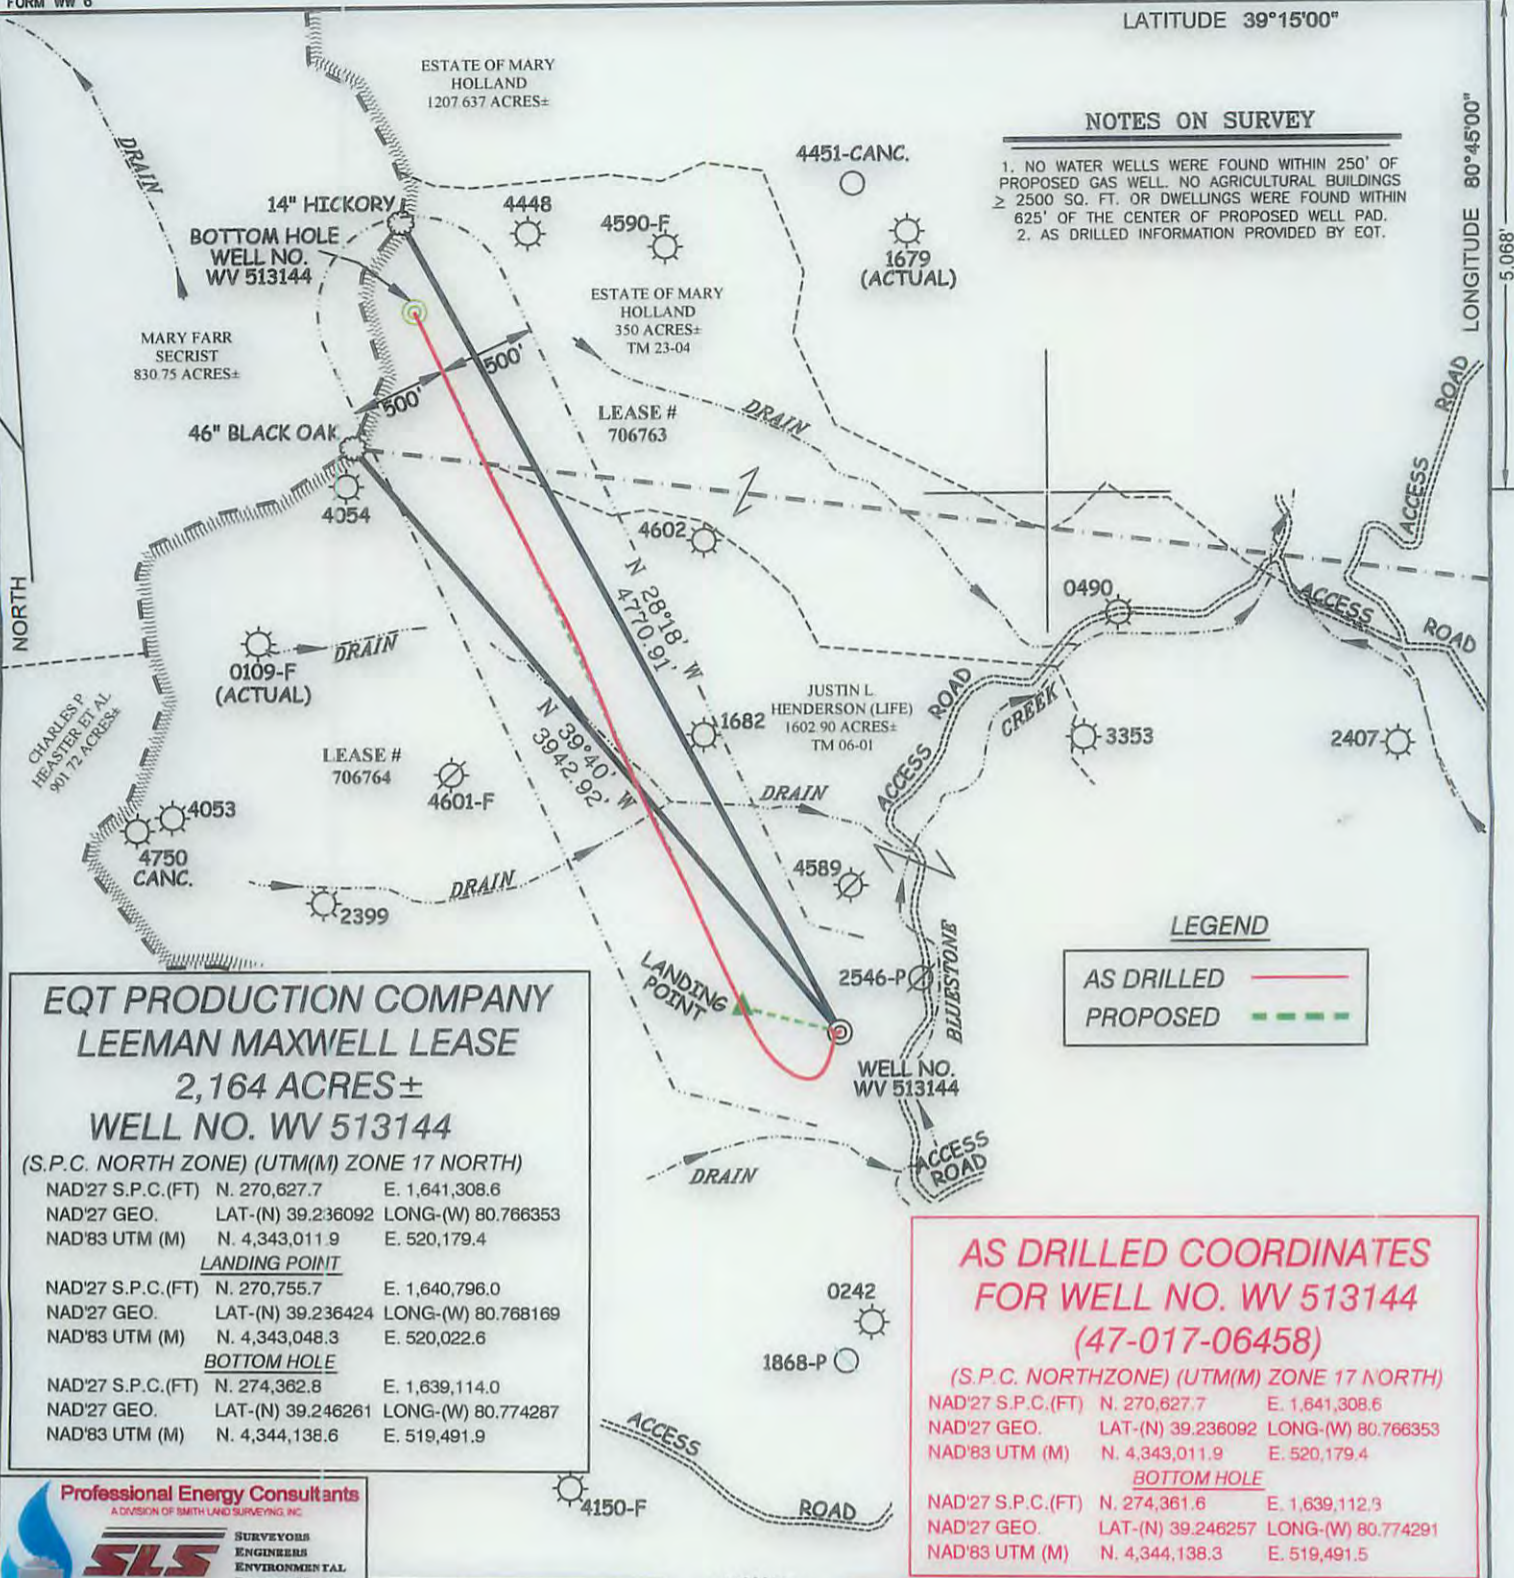 FORM WW 6
LATITUDE 39°15'00"
LONGITUDE 80°45'00"
5,068'
ESTATE OF MARY
HOLLAND
1207.637 ACRES±
NOTES ON SURVEY
1. NO WATER WELLS WERE FOUND WITHIN 250' OF
PROPOSED GAS WELL. NO AGRICULTURAL BUILDINGS
≥ 2500 SQ. FT. OR DWELLINGS WERE FOUND WITHIN
625' OF THE CENTER OF PROPOSED WELL PAD.
2. AS DRILLED INFORMATION PROVIDED BY EQT.
DRAIN
4451-CANC.
14" HICKORY
4448
4590-F
1679
(ACTUAL)
BOTTOM HOLE
WELL NO.
WV 513144
ESTATE OF MARY
HOLLAND
350 ACRES±
TM 23-04
MARY FARR
SECRIST
830.75 ACRES±
500'
500'
LEASE #
706763
DRAIN
46" BLACK OAK
4054
4602
ACCESS ROAD
NORTH
N 28°18' W
4770.91'
0490
ACCESS ROAD
0109-F
(ACTUAL)
DRAIN
CHARLES P
HEASTER ET AL
901.72 ACRES±
JUSTIN L
HENDERSON (LIFE)
1602.90 ACRES±
TM 06-01
ACCESS ROAD
CREEK
1682
3353
2407
N 39°40' W
3942.92'
LEASE #
706764
4601-F
DRAIN
4053
4750
CANC.
4589
DRAIN
2399
LEGEND
AS DRILLED
PROPOSED
LANDING
POINT
2546-P
BLUESTONE
WELL NO.
WV 513144
ACCESS
ROAD
DRAIN
EQT PRODUCTION COMPANY
LEEMAN MAXWELL LEASE
2,164 ACRES±
WELL NO. WV 513144
(S.P.C. NORTH ZONE) (UTM(M) ZONE 17 NORTH)
NAD'27 S.P.C.(FT) N. 270,627.7 E. 1,641,308.6
NAD'27 GEO. LAT-(N) 39.236092 LONG-(W) 80.766353
NAD'83 UTM (M) N. 4,343,011.9 E. 520,179.4
LANDING POINT
NAD'27 S.P.C.(FT) N. 270,755.7 E. 1,640,796.0
NAD'27 GEO. LAT-(N) 39.236424 LONG-(W) 80.768169
NAD'83 UTM (M) N. 4,343,048.3 E. 520,022.6
BOTTOM HOLE
NAD'27 S.P.C.(FT) N. 274,362.8 E. 1,639,114.0
NAD'27 GEO. LAT-(N) 39.246261 LONG-(W) 80.774287
NAD'83 UTM (M) N. 4,344,138.6 E. 519,491.9
0242
1868-P
ACCESS ROAD
4150-F
AS DRILLED COORDINATES
FOR WELL NO. WV 513144
(47-017-06458)
(S.P.C. NORTHZONE) (UTM(M) ZONE 17 NORTH)
NAD'27 S.P.C.(FT) N. 270,627.7 E. 1,641,308.6
NAD'27 GEO. LAT-(N) 39.236092 LONG-(W) 80.766353
NAD'83 UTM (M) N. 4,343,011.9 E. 520,179.4
BOTTOM HOLE
NAD'27 S.P.C.(FT) N. 274,361.6 E. 1,639,112.3
NAD'27 GEO. LAT-(N) 39.246257 LONG-(W) 80.774291
NAD'83 UTM (M) N. 4,344,138.3 E. 519,491.5
Professional Energy Consultants
A DIVISION OF SMITH LAND SURVEYING, INC.
SLS
SURVEYORS
ENGINEERS
ENVIRONMENTAL